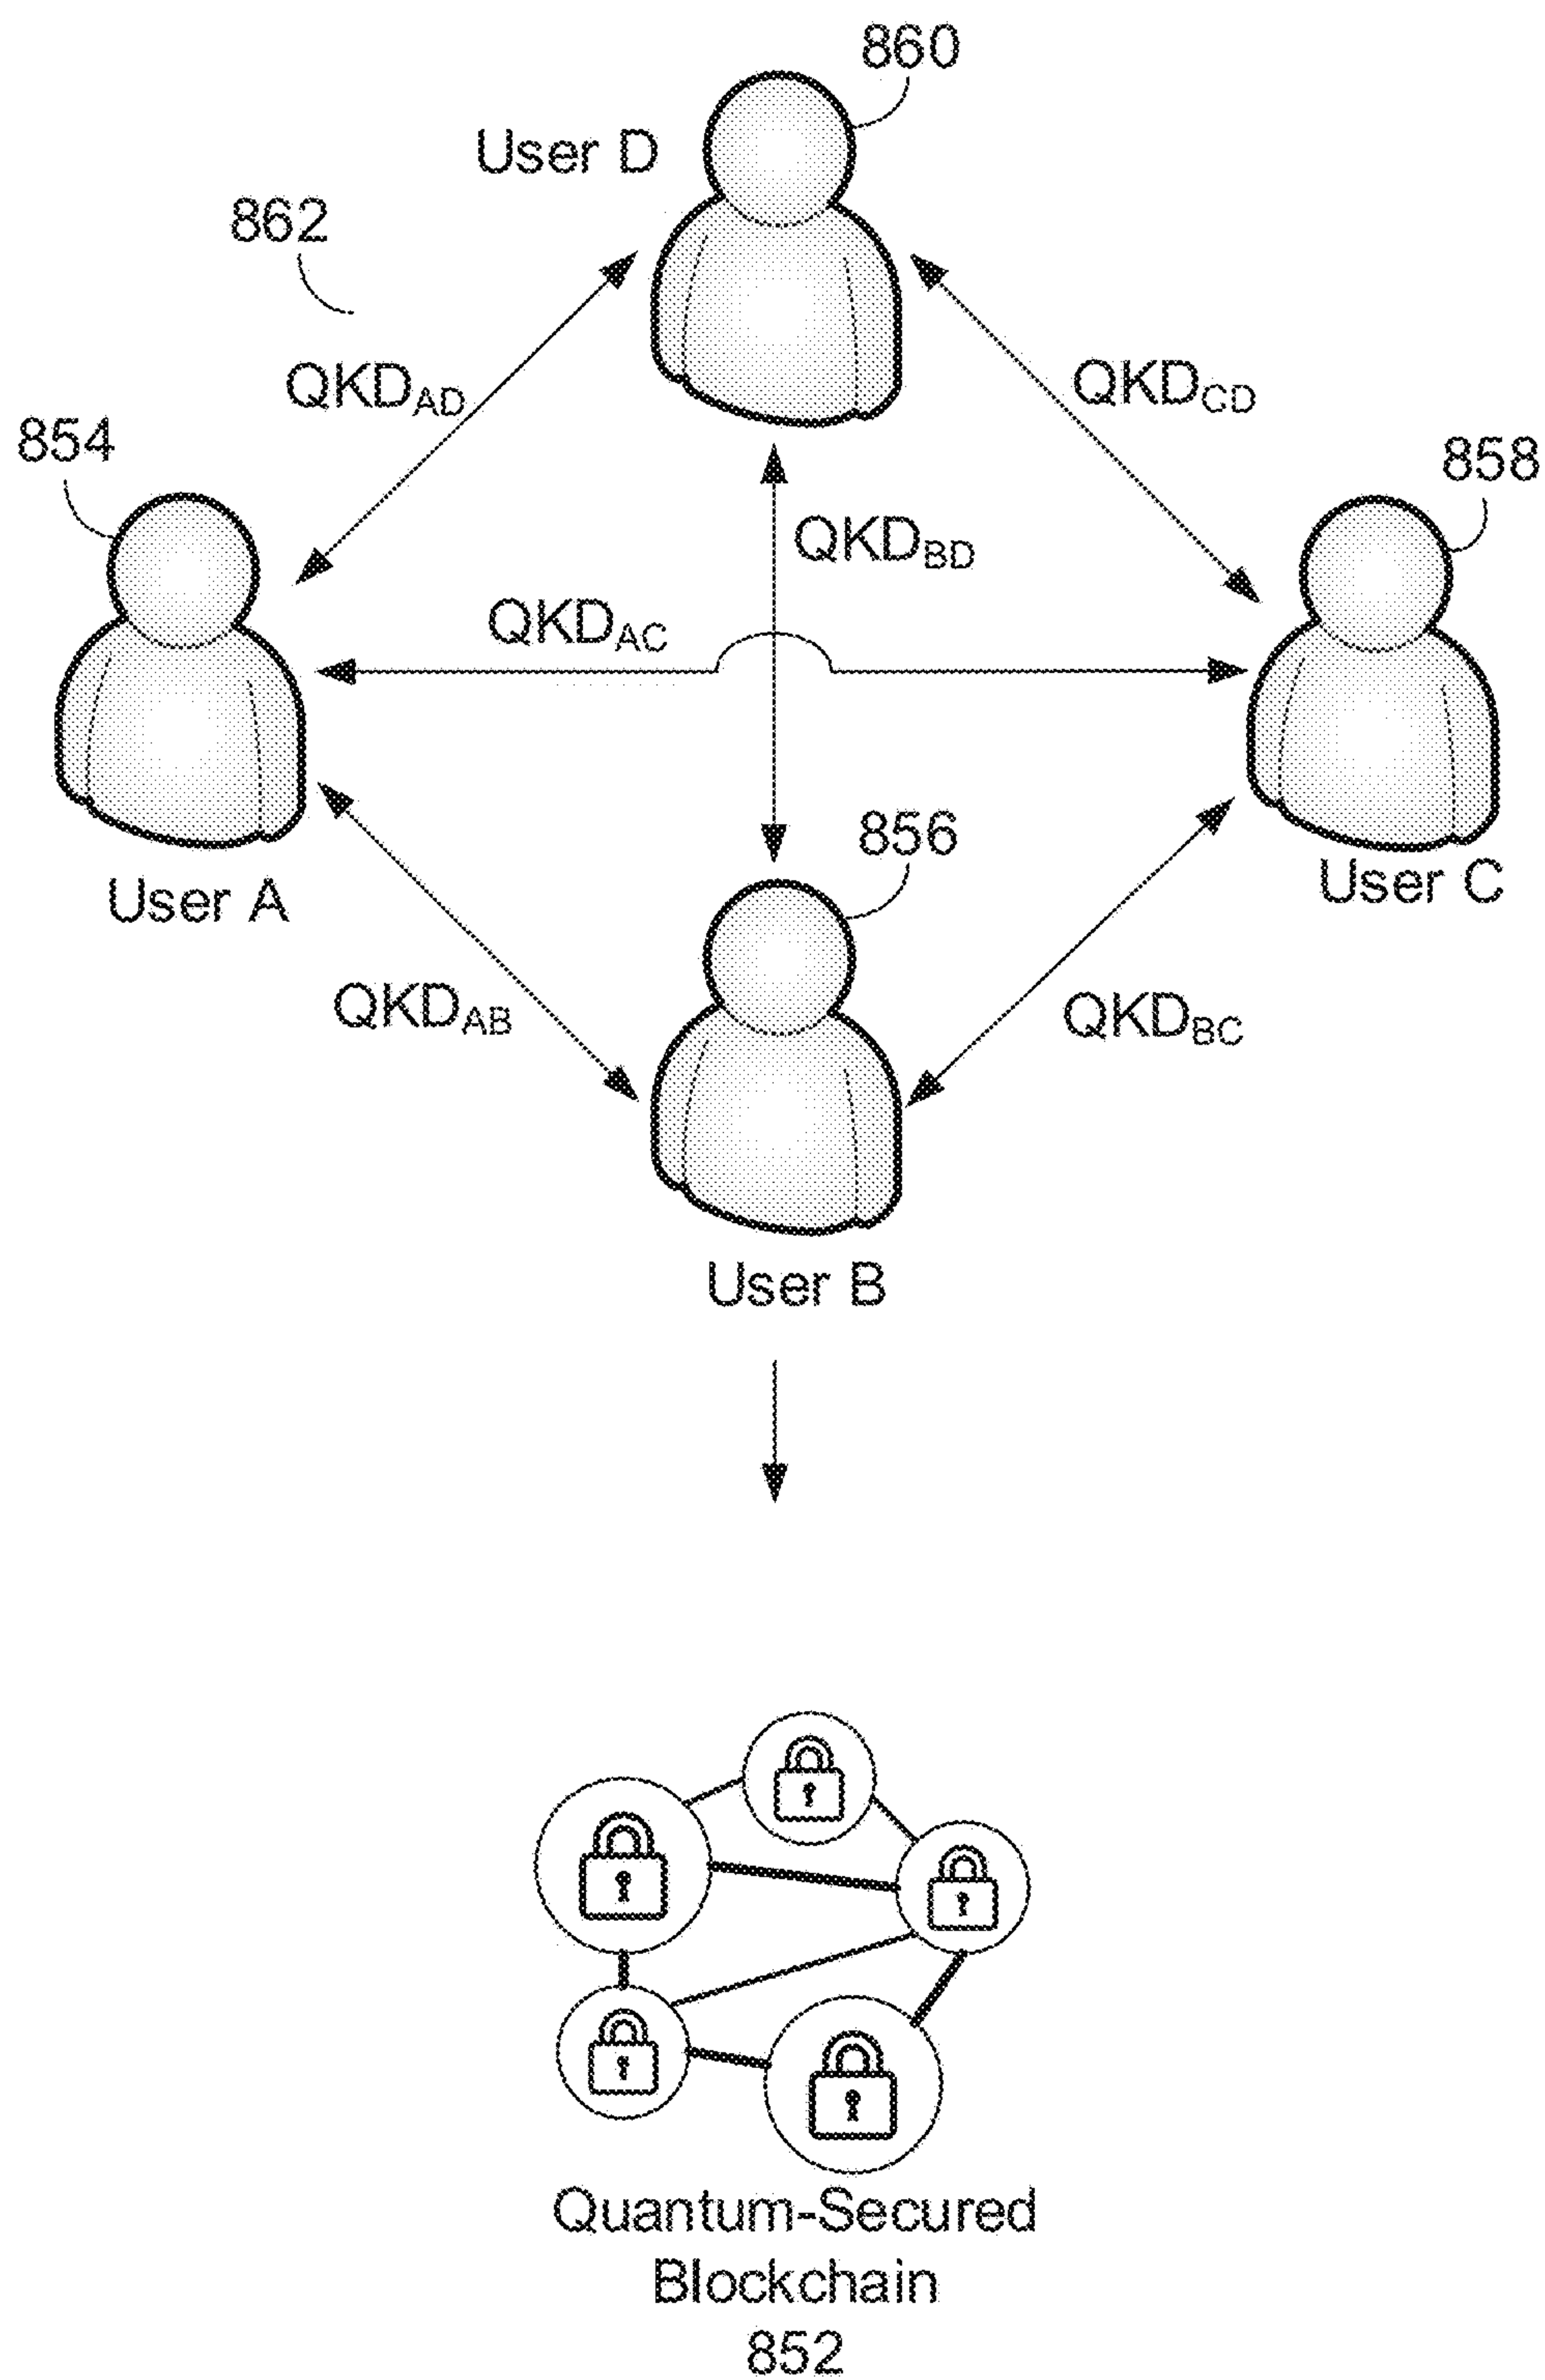 860
User D
862
QKDAD
QKDCD
854
858
QKDBD
QKDAC
856
User A
User C
QKDAB
QKDBC
User B
Quantum-Secured
Blockchain
852